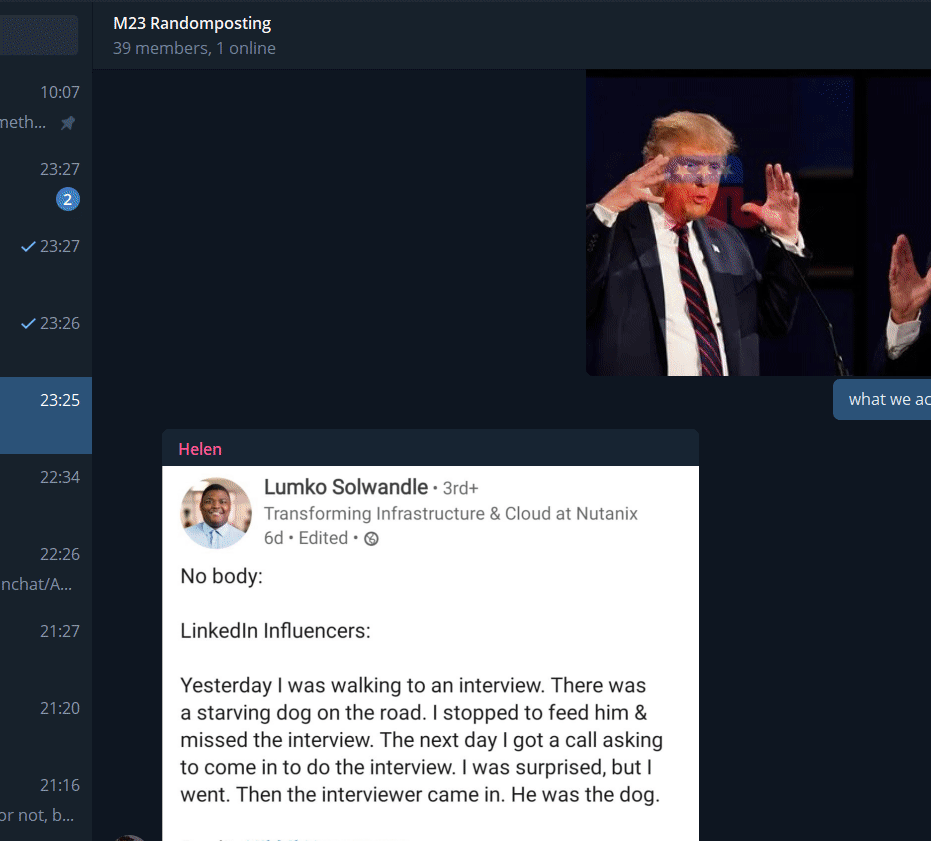 M23 Randomposting
39 members, 1 online
10:07
meth...
23:27
2
23:27
23:26
23:25
22:34
22:26
nchat/A...
21:27
21:20
21:16
or not, b...
what we ac
Helen
Lumko Solwandle • 3rd+
Transforming Infrastructure & Cloud at Nutanix
6d • Edited •
No body:
LinkedIn Influencers:
Yesterday I was walking to an interview. There was
a starving dog on the road. I stopped to feed him &
missed the interview. The next day I got a call asking
to come in to do the interview. I was surprised, but I
went. Then the interviewer came in. He was the dog.